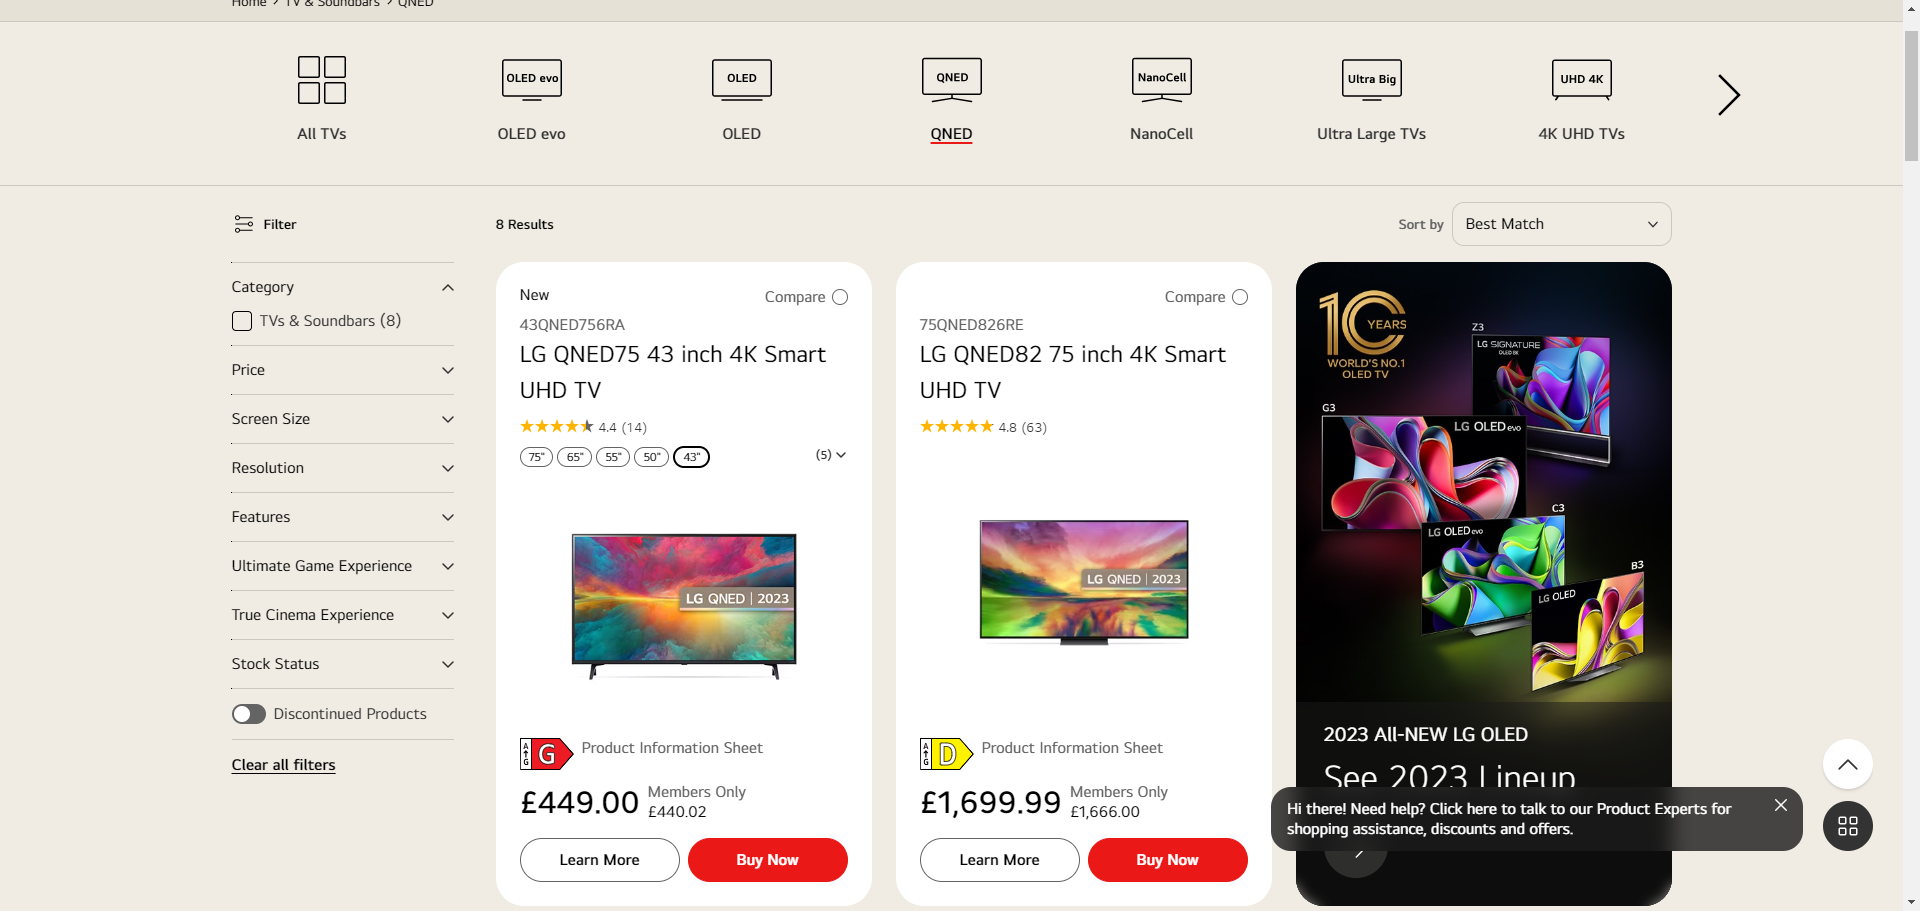 Home > TV & Soundbars > QNED
OLED evo
OLED
QNED
NanoCell
Ultra Big
UHD 4K
All TVs
OLED evo
OLED
QNED
NanoCell
Ultra Large TVs
4K UHD TVs
Filter
8 Results
Sort by
Best Match
Category
TVs & Soundbars (8)
Price
Screen Size
Resolution
Features
Ultimate Game Experience
True Cinema Experience
Stock Status
Discontinued Products
Clear all filters
New
Compare
43QNED756RA
LG QNED75 43 inch 4K Smart
UHD TV
4.4 (14)
75"
65"
55"
50"
43"
(5)
LG QNED | 2023
A
G
G
Product Information Sheet
£449.00
Members Only
£440.02
Learn More
Buy Now
Compare
75QNED826RE
LG QNED82 75 inch 4K Smart
UHD TV
4.8 (63)
LG QNED | 2023
A
G
D
Product Information Sheet
£1,699.99
Members Only
£1,666.00
Learn More
Buy Now
10 YEARS
WORLD'S NO.1
OLED TV
Z3
LG SIGNATURE
OLED 8K
G3
LG OLED evo
C3
LG OLED evo
B3
LG OLED
2023 All-NEW LG OLED
See 2023 Lineup
Hi there! Need help? Click here to talk to our Product Experts for
shopping assistance, discounts and offers.